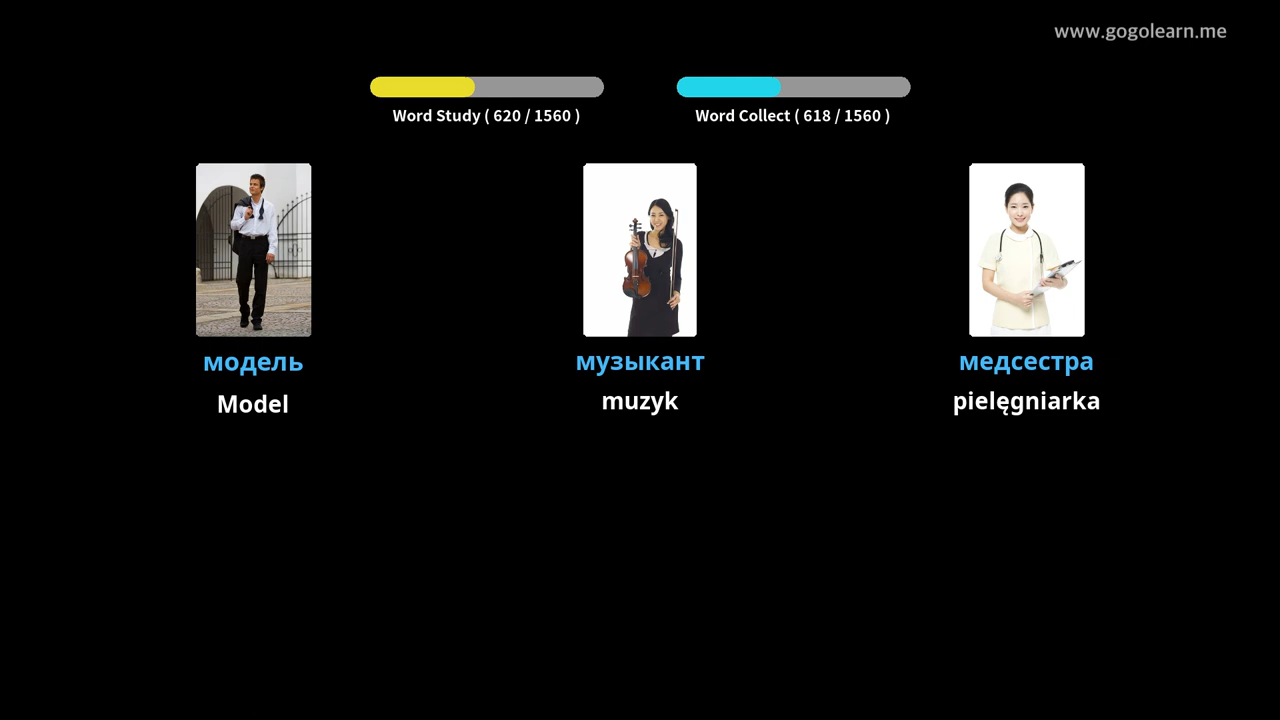 www.gogolearn.me
Word Study ( 620 / 1560 )
Word Collect ( 618 / 1560 )
модель
музыкант
медсестра
Model
muzyk
pielęgniarka